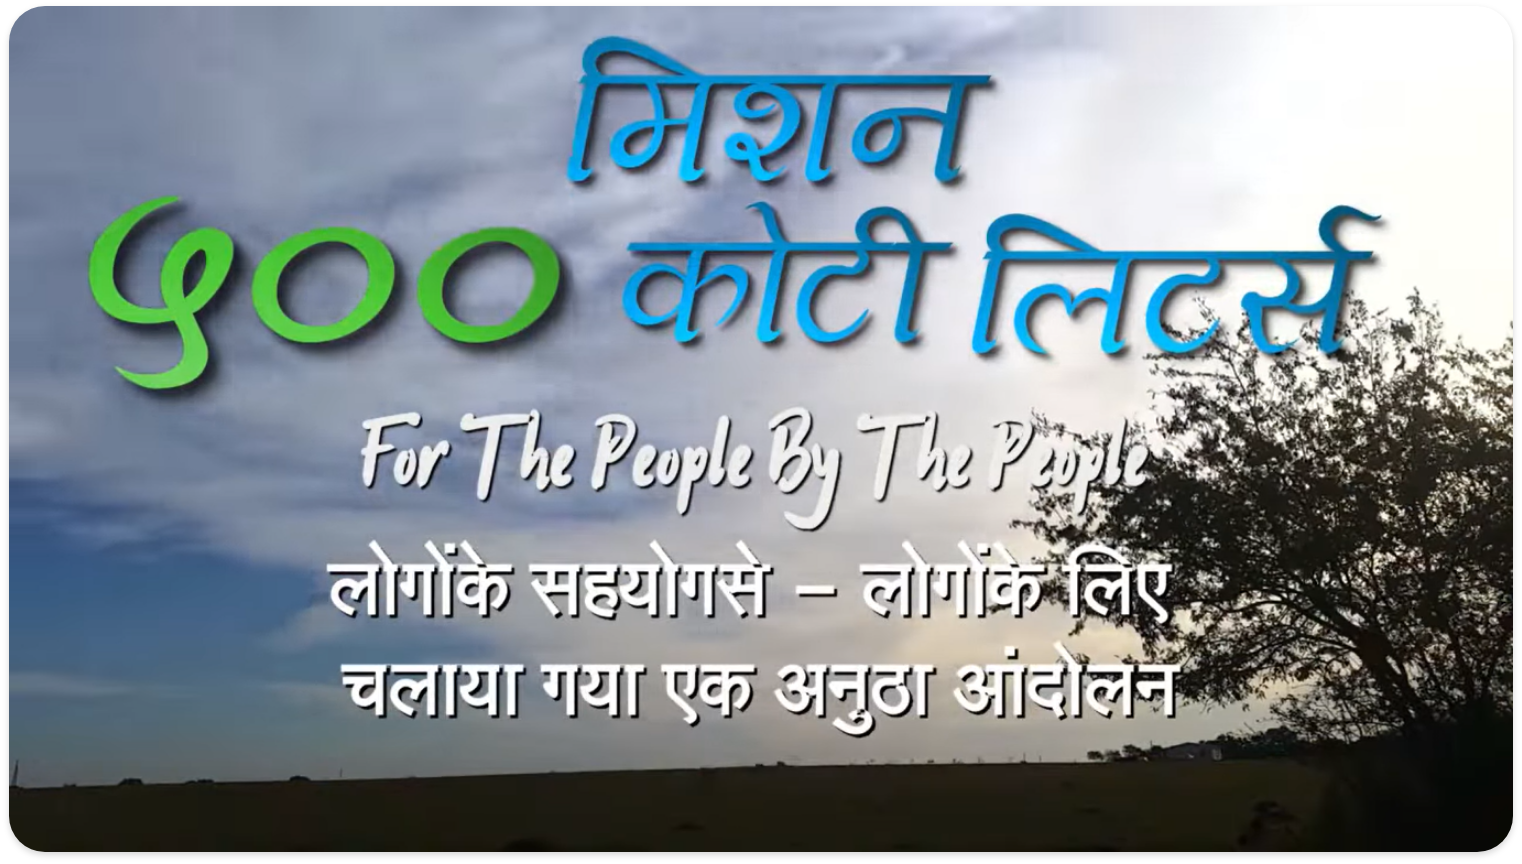 मिशन
५०० कोटी लिटर्स
For The People By The People
लोगोंके सहयोगसे – लोगोंके लिए
चलाया गया एक अनुठा आंदोलन